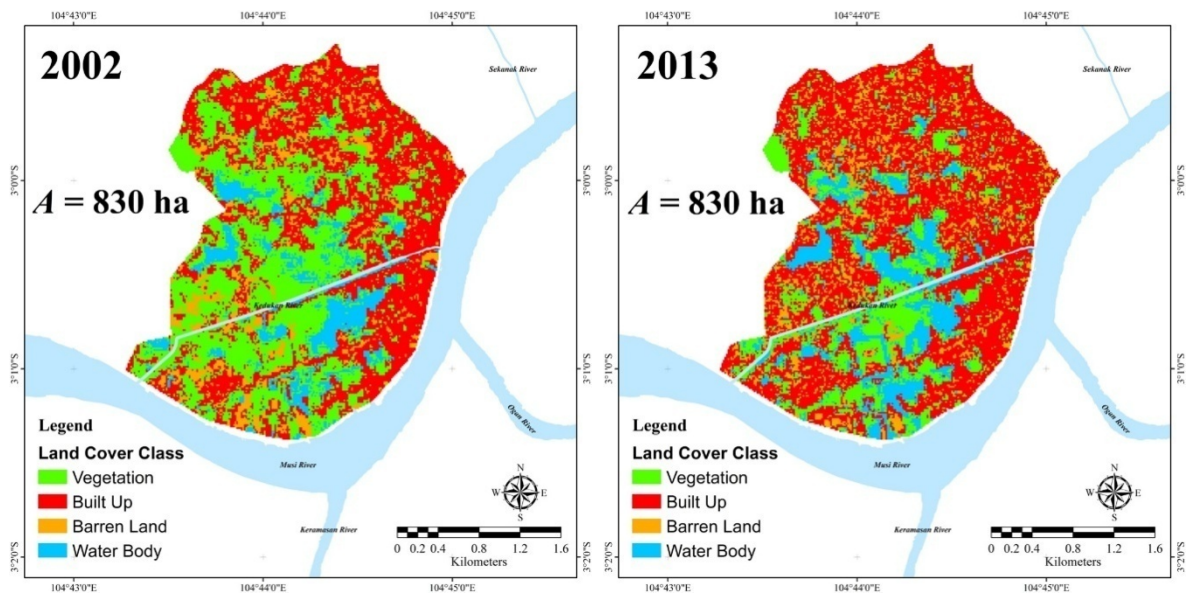 104°43'0"E 104°44'0"E 104°45'0"E
2002
Sekanak River
3°0'0"S
A = 830 ha
Kedukan River
3°1'0"S
Ogan River
Legend
Land Cover Class
Vegetation
Built Up
Barren Land
Water Body
Musi River
Keramasan River
N
W E
S
0 0.2 0.4 0.8 1.2 1.6
Kilometers
3°2'0"S
104°43'0"E 104°44'0"E 104°45'0"E
104°43'0"E 104°44'0"E 104°45'0"E
2013
Sekanak River
3°0'0"S
A = 830 ha
Kedukan River
3°1'0"S
Ogan River
Legend
Land Cover Class
Vegetation
Built Up
Barren Land
Water Body
Musi River
Keramasan River
N
W E
S
0 0.2 0.4 0.8 1.2 1.6
Kilometers
3°2'0"S
104°43'0"E 104°44'0"E 104°45'0"E